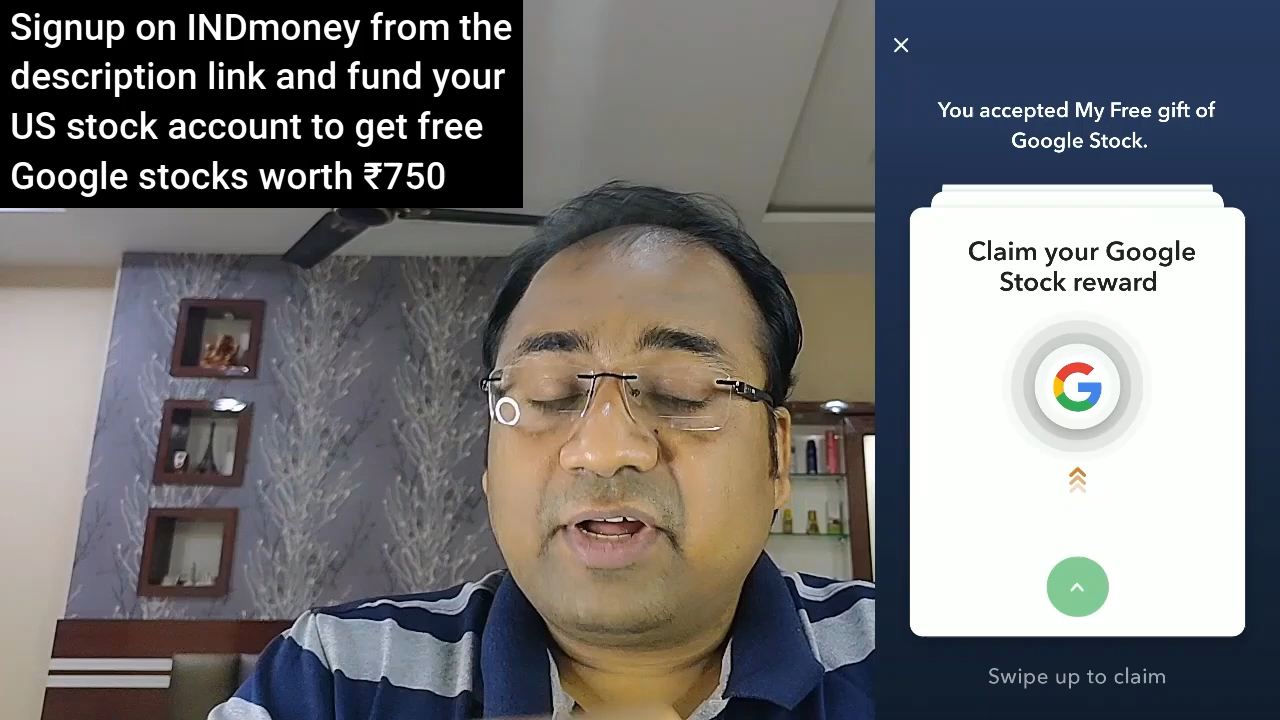 Signup on INDmoney from the
description link and fund your
US stock account to get free
Google stocks worth ₹750
You accepted My Free gift of
Google Stock.
Claim your Google
Stock reward
Swipe up to claim